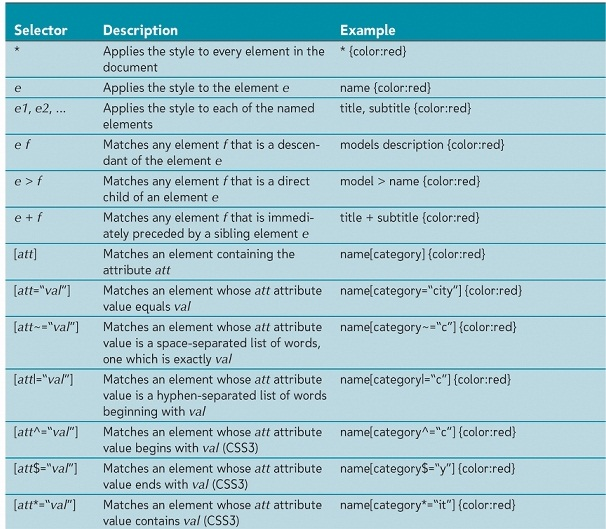 Selector Description Example
* Applies the style to every element in the * {color:red}
document
e Applies the style to the element e name {color:red}
e1, e2, ... Applies the style to each of the named title, subtitle {color:red}
elements
e f Matches any element f that is a descen- models description {color:red}
dant of the element e
e > f Matches any element f that is a direct model > name {color:red}
child of an element e
e + f Matches any element f that is immedi- title + subtitle {color:red}
ately preceded by a sibling element e
[att] Matches an element containing the name[category] {color:red}
attribute att
[att="val"] Matches an element whose att attribute name[category="city"] {color:red}
value equals val
[att~="val"] Matches an element whose att attribute name[category~="c"] {color:red}
value is a space-separated list of words,
one which is exactly val
[att|="val"] Matches an element whose att attribute name[category|="c"] {color:red}
value is a hyphen-separated list of words
beginning with val
[att^="val"] Matches an element whose att attribute name[category^="c"] {color:red}
value begins with val (CSS3)
[att$="val"] Matches an element whose att attribute name[category$="y"] {color:red}
value ends with val (CSS3)
[att*="val"] Matches an element whose att attribute name[category*="it"] {color:red}
value contains val (CSS3)